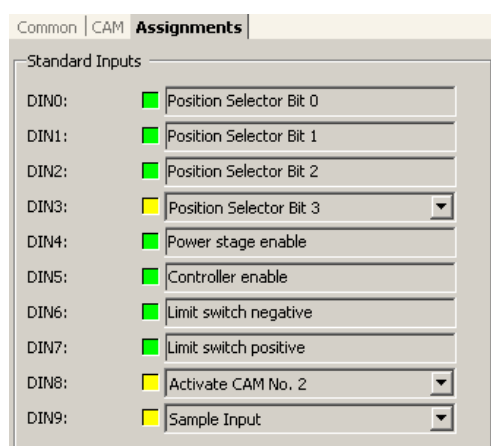 Common CAM Assignments
Standard Inputs
DIN0: Position Selector Bit 0
DIN1: Position Selector Bit 1
DIN2: Position Selector Bit 2
DIN3: Position Selector Bit 3
DIN4: Power stage enable
DIN5: Controller enable
DIN6: Limit switch negative
DIN7: Limit switch positive
DIN8: Activate CAM No. 2
DIN9: Sample Input